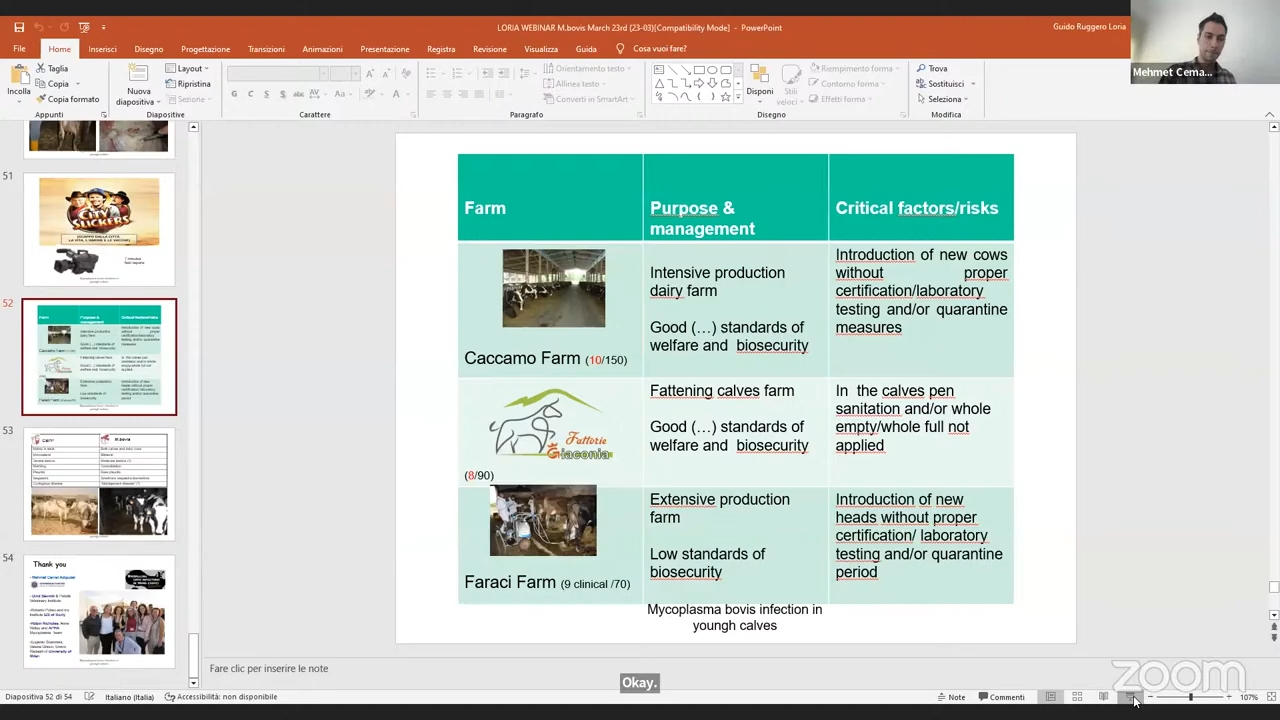 LORIA WEBINAR M.bovis March 23rd (23-03)[Compatibility Mode] - PowerPoint
Guido Ruggero Loria
File Home Inserisci Disegno Progettazione Transizioni Animazioni Presentazione Registra Revisione Visualizza Guida Cosa vuoi fare?
Mehmet Cema...
Incolla
Taglia
Copia
Copia formato
Appunti
Nuova
diapositiva
Layout
Ripristina
Sezione
Diapositive
Carattere
Orientamento testo
Allinea testo
Converti in SmartArt
Paragrafo
Disponi
Stili
veloci
Riempimento forma
Contorno forma
Effetti forma
Disegno
Trova
Sostituisci
Seleziona
Modifica
51
CITY
SLICKERS
52
53
M.bovis
54
Thank you
Farm
Purpose &
management
Critical factors/risks
Caccamo Farm (10/150)
Intensive production
dairy farm
Good (…) standards of
welfare and biosecurity
Introduction of new cows
without proper
certification/laboratory
testing and/or quarantine
measures
Fattorie
Giaconia
(8/90)
Fattening calves farm
Good (…) standards of
welfare and biosecurity
in the calves pen
sanitation and/or whole
empty/whole full not
applied
Faraci Farm (9 clinical /70)
Extensive production
farm
Low standards of
biosecurity
Introduction of new
heads without proper
certification/ laboratory
testing and/or quarantine
period
Mycoplasma bovis infection in
youngh calves
Fare clic per inserire le note
Okay.
zoom
Diapositiva 52 di 54
Italiano (Italia)
Accessibilità: non disponibile
Note
Commenti
107%